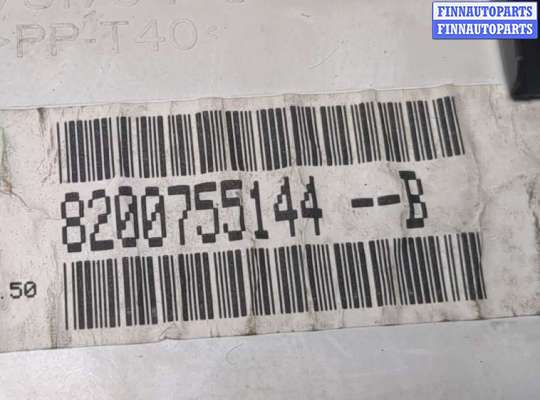 FINNAUTOPARTS
FINNAUTOPARTS
>PP-T40<
8200755144 --B
.50